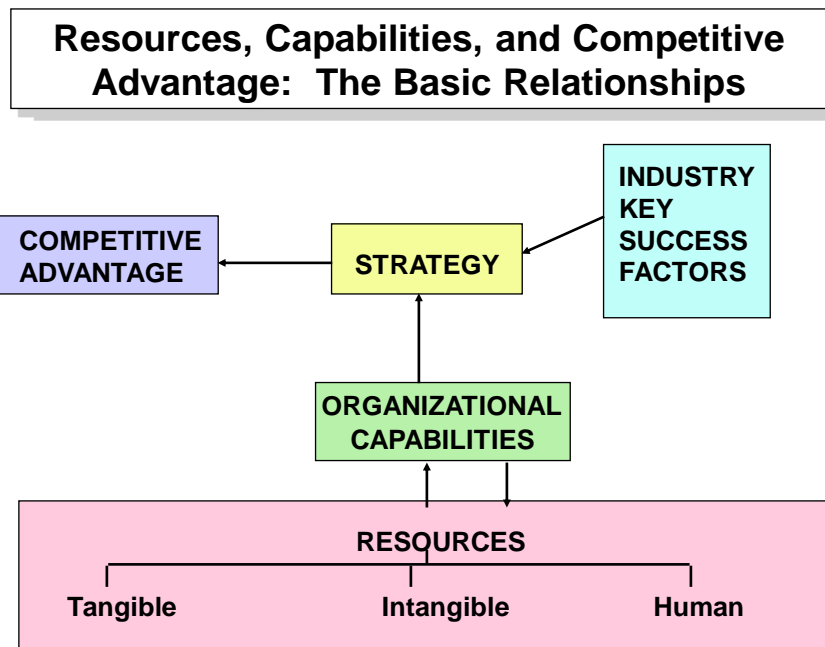 Resources, Capabilities, and Competitive
Advantage:  The Basic Relationships
INDUSTRY
KEY
SUCCESS
FACTORS
COMPETITIVE
ADVANTAGE
STRATEGY
ORGANIZATIONAL
CAPABILITIES
RESOURCES
Tangible
Intangible
Human